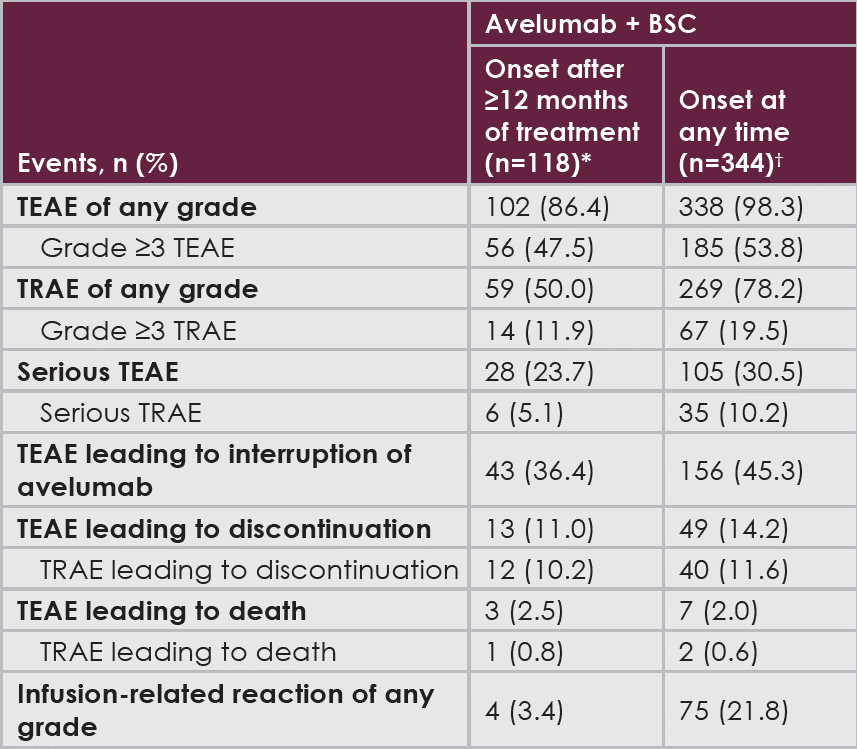 Avelumab + BSC
Events, n (%)
Onset after
≥12 months
of treatment
(n=118)*
Onset at
any time
(n=344)†
TEAE of any grade 102 (86.4) 338 (98.3)
Grade ≥3 TEAE 56 (47.5) 185 (53.8)
TRAE of any grade 59 (50.0) 269 (78.2)
Grade ≥3 TRAE 14 (11.9) 67 (19.5)
Serious TEAE 28 (23.7) 105 (30.5)
Serious TRAE 6 (5.1) 35 (10.2)
TEAE leading to interruption of
avelumab 43 (36.4) 156 (45.3)
TEAE leading to discontinuation 13 (11.0) 49 (14.2)
TRAE leading to discontinuation 12 (10.2) 40 (11.6)
TEAE leading to death 3 (2.5) 7 (2.0)
TRAE leading to death 1 (0.8) 2 (0.6)
Infusion-related reaction of any
grade 4 (3.4) 75 (21.8)